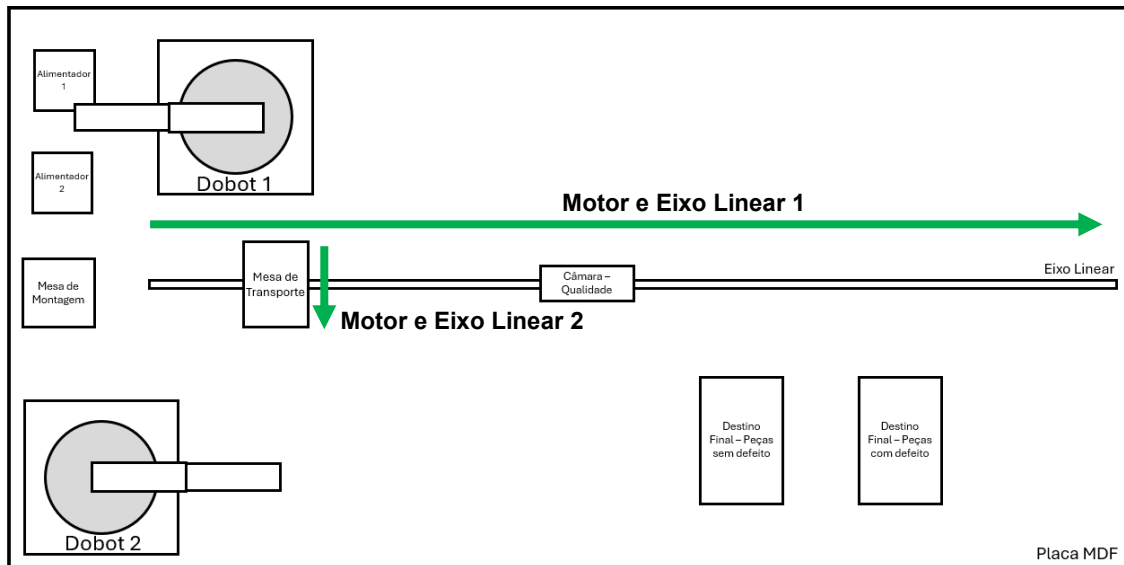 Alimentador
1
Dobot 1
Alimentador
2
Motor e Eixo Linear 1
Mesa de
Montagem
Mesa de
Transporte
Câmara –
Qualidade
Eixo Linear
Motor e Eixo Linear 2
Destino
Final – Peças
sem defeito
Destino
Final – Peças
com defeito
Dobot 2
Placa MDF